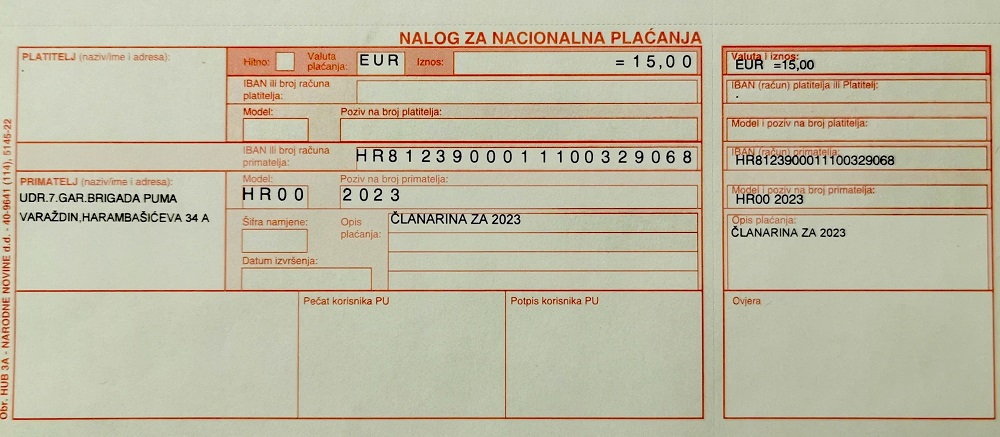 NALOG ZA NACIONALNA PLAĆANJA
PLATITELJ (naziv/ime i adresa):
Hitno:
Valuta plaćanja:
EUR
Iznos:
=15,00
IBAN ili broj računa platitelja:
Model:
Poziv na broj platitelja:
IBAN ili broj računa primatelja:
HR8123900011100329068
PRIMATELJ (naziv/ime i adresa):
UDR.7.GAR.BRIGADA PUMA
VARAŽDIN,HARAMBAŠIĆEVA 34 A
Model:
HR00
Poziv na broj primatelja:
2023
Šifra namjene:
Opis plaćanja:
ČLANARINA ZA 2023
Datum izvršenja:
Pečat korisnika PU
Potpis korisnika PU
Valuta i iznos:
EUR =15,00
IBAN (račun) platitelja ili Platitelj:
Model i poziv na broj platitelja:
IBAN (račun) primatelja:
HR8123900011100329068
Model i poziv na broj primatelja:
HR00 2023
Opis plaćanja:
ČLANARINA ZA 2023
Ovjera
Obr. HUB 3A - NARODNE NOVINE d.d. - 40-9641 (114), 5145-22